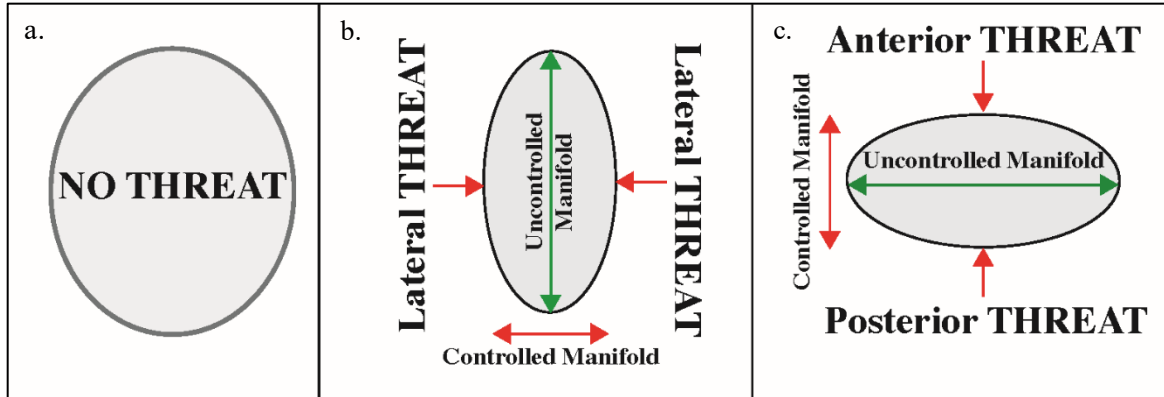 a.
NO THREAT
b.
Lateral THREAT
Uncontrolled
Manifold
Lateral THREAT
Controlled Manifold
c.
Anterior THREAT
Controlled Manifold
Uncontrolled Manifold
Posterior THREAT